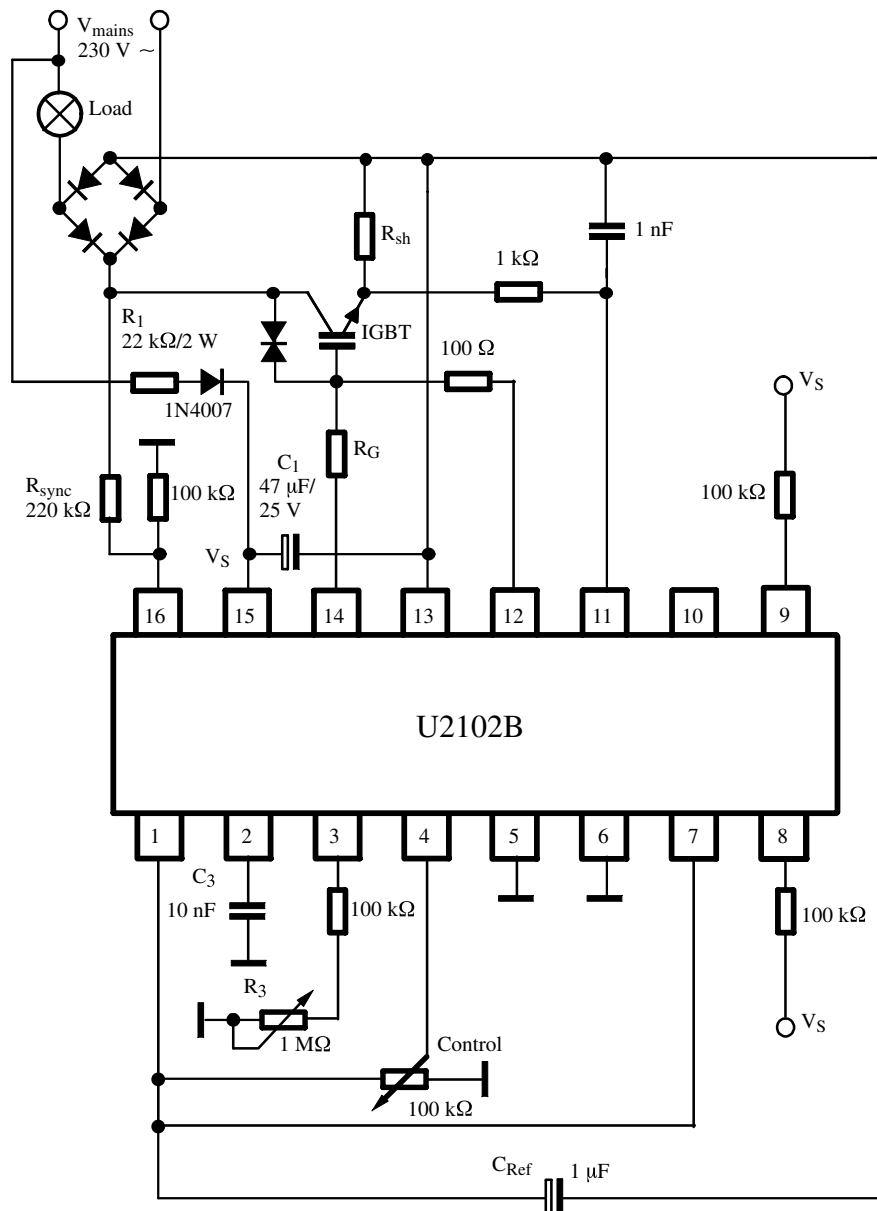 V_mains
230 V ~
Load
R_sh
1 nF
1 kΩ
R_1
22 kΩ/2 W
IGBT
100 Ω
V_S
1N4007
R_G
C_1
47 µF/
25 V
R_sync
220 kΩ
100 kΩ
100 kΩ
V_S
16
15
14
13
12
11
10
9
U2102B
1
2
3
4
5
6
7
8
C_3
10 nF
100 kΩ
100 kΩ
R_3
1 MΩ
Control
V_S
100 kΩ
C_Ref
1 µF